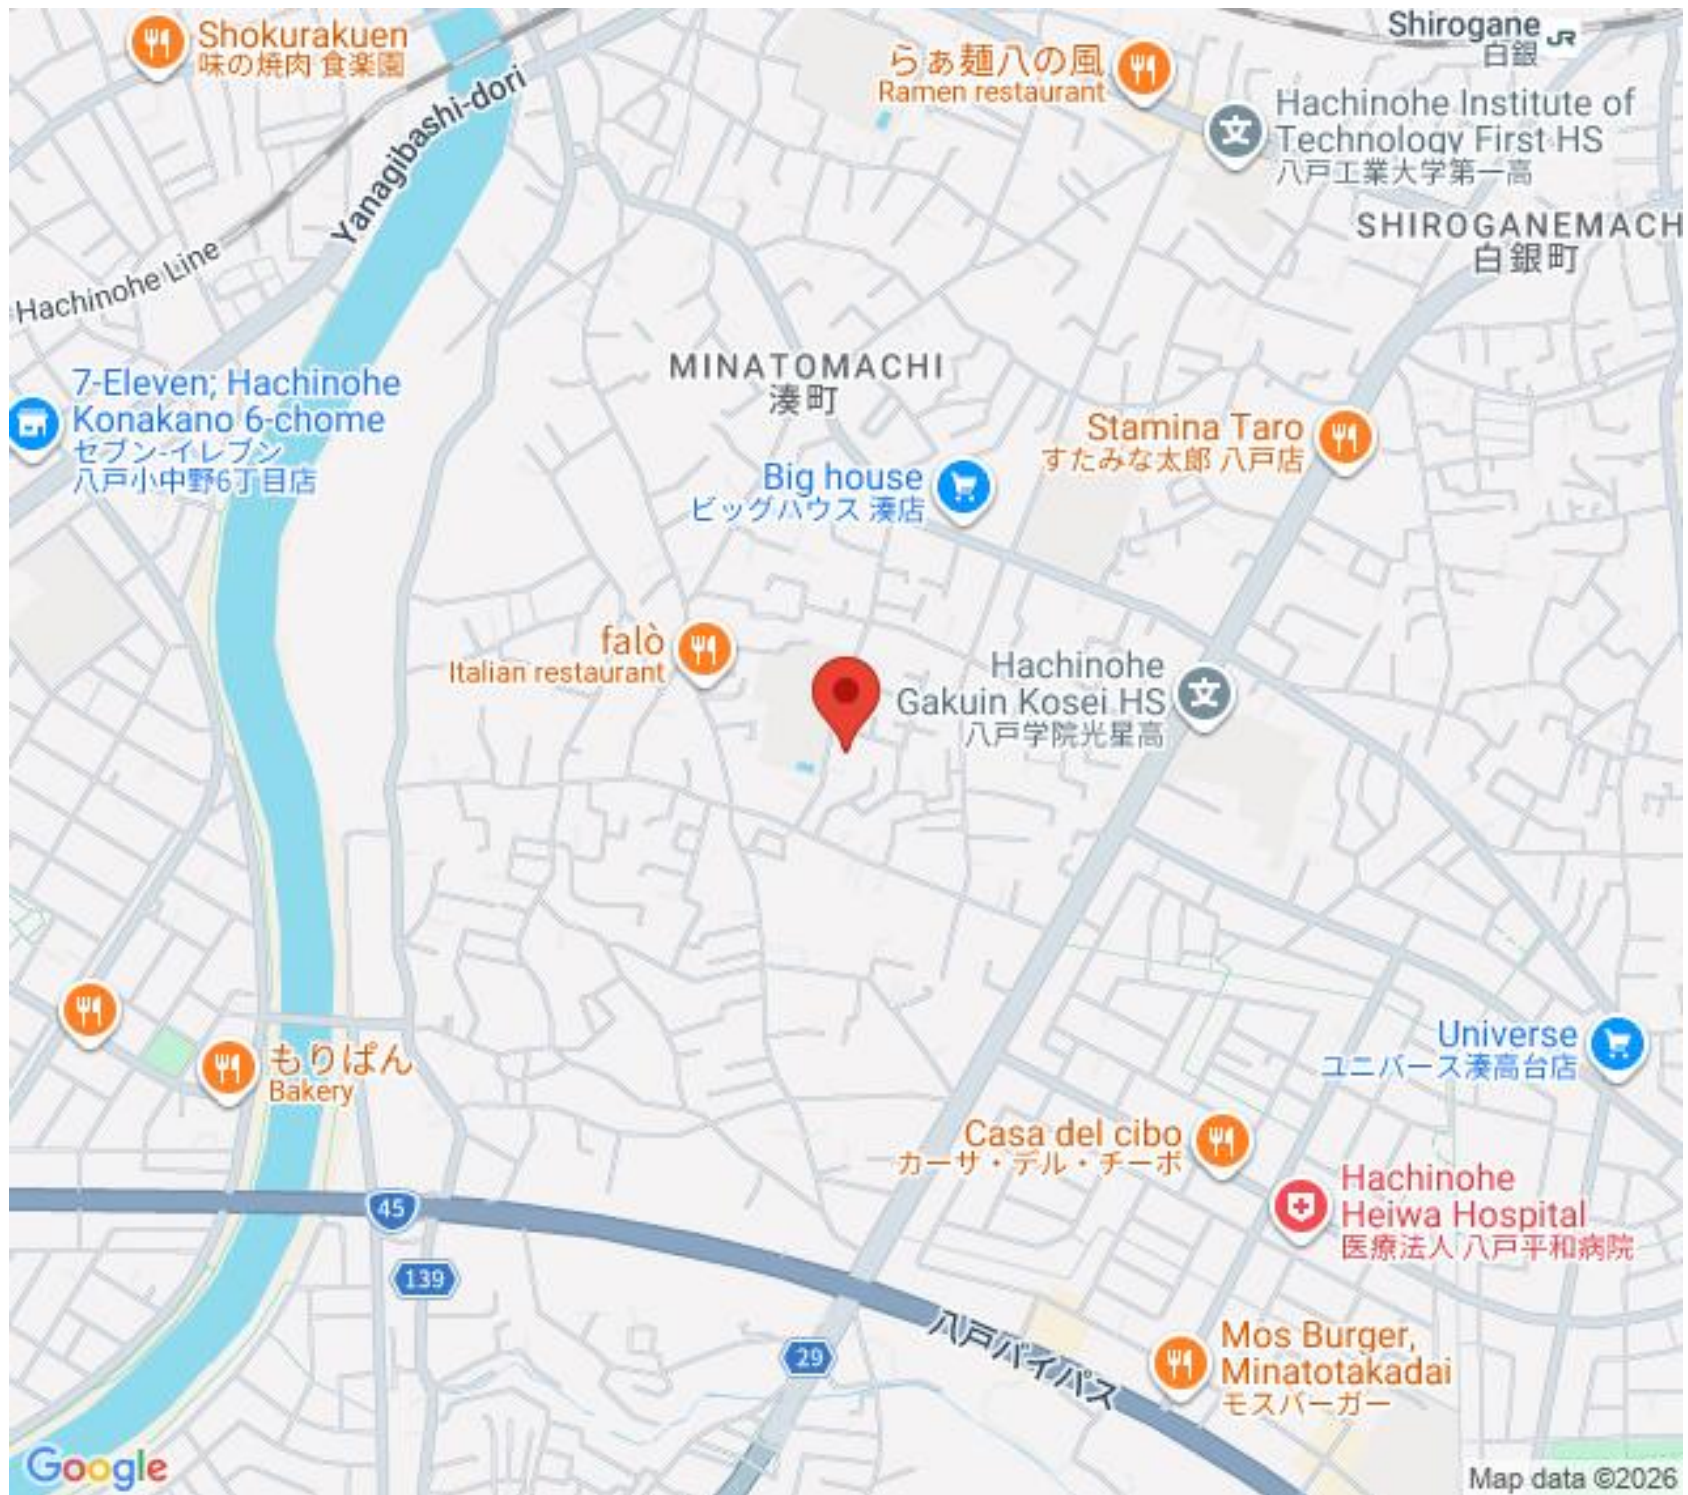 Shokurakuen
味の焼肉 食楽園
Yanagibashi-dori
Hachinohe Line
らぁ麺八の風
Ramen restaurant
Shirogane
白銀
JR
Hachinohe Institute of
Technology First HS
八戸工業大学第一高
SHIROGANEMACH
白銀町
7-Eleven; Hachinohe
Konakano 6-chome
セブン-イレブン
八戸小中野6丁目店
MINATOMACHI
湊町
Stamina Taro
すたみな太郎 八戸店
Big house
ビッグハウス 湊店
falò
Italian restaurant
Hachinohe
Gakuin Kosei HS
八戸学院光星高
もりぱん
Bakery
Universe
ユニバース湊高台店
Casa del cibo
カーサ・デル・チーボ
Hachinohe
Heiwa Hospital
医療法人 八戸平和病院
45
139
29
八戸バイパス
Mos Burger,
Minatotakadai
モスバーガー
Google
Map data ©2026